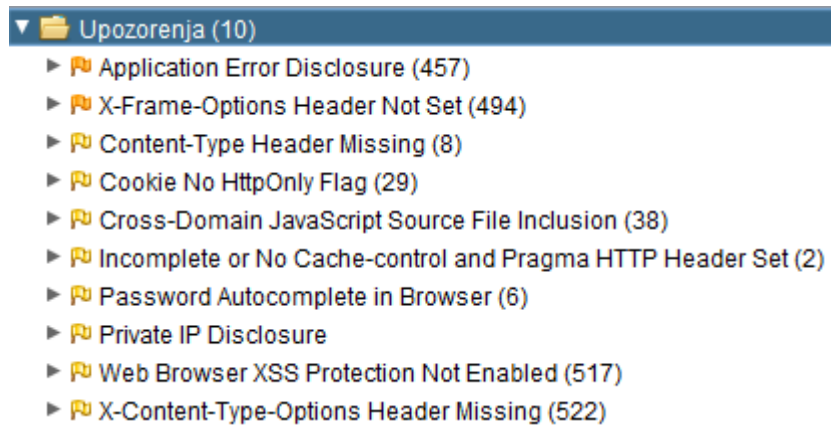 Upozorenja (10)
Application Error Disclosure (457)
X-Frame-Options Header Not Set (494)
Content-Type Header Missing (8)
Cookie No HttpOnly Flag (29)
Cross-Domain JavaScript Source File Inclusion (38)
Incomplete or No Cache-control and Pragma HTTP Header Set (2)
Password Autocomplete in Browser (6)
Private IP Disclosure
Web Browser XSS Protection Not Enabled (517)
X-Content-Type-Options Header Missing (522)